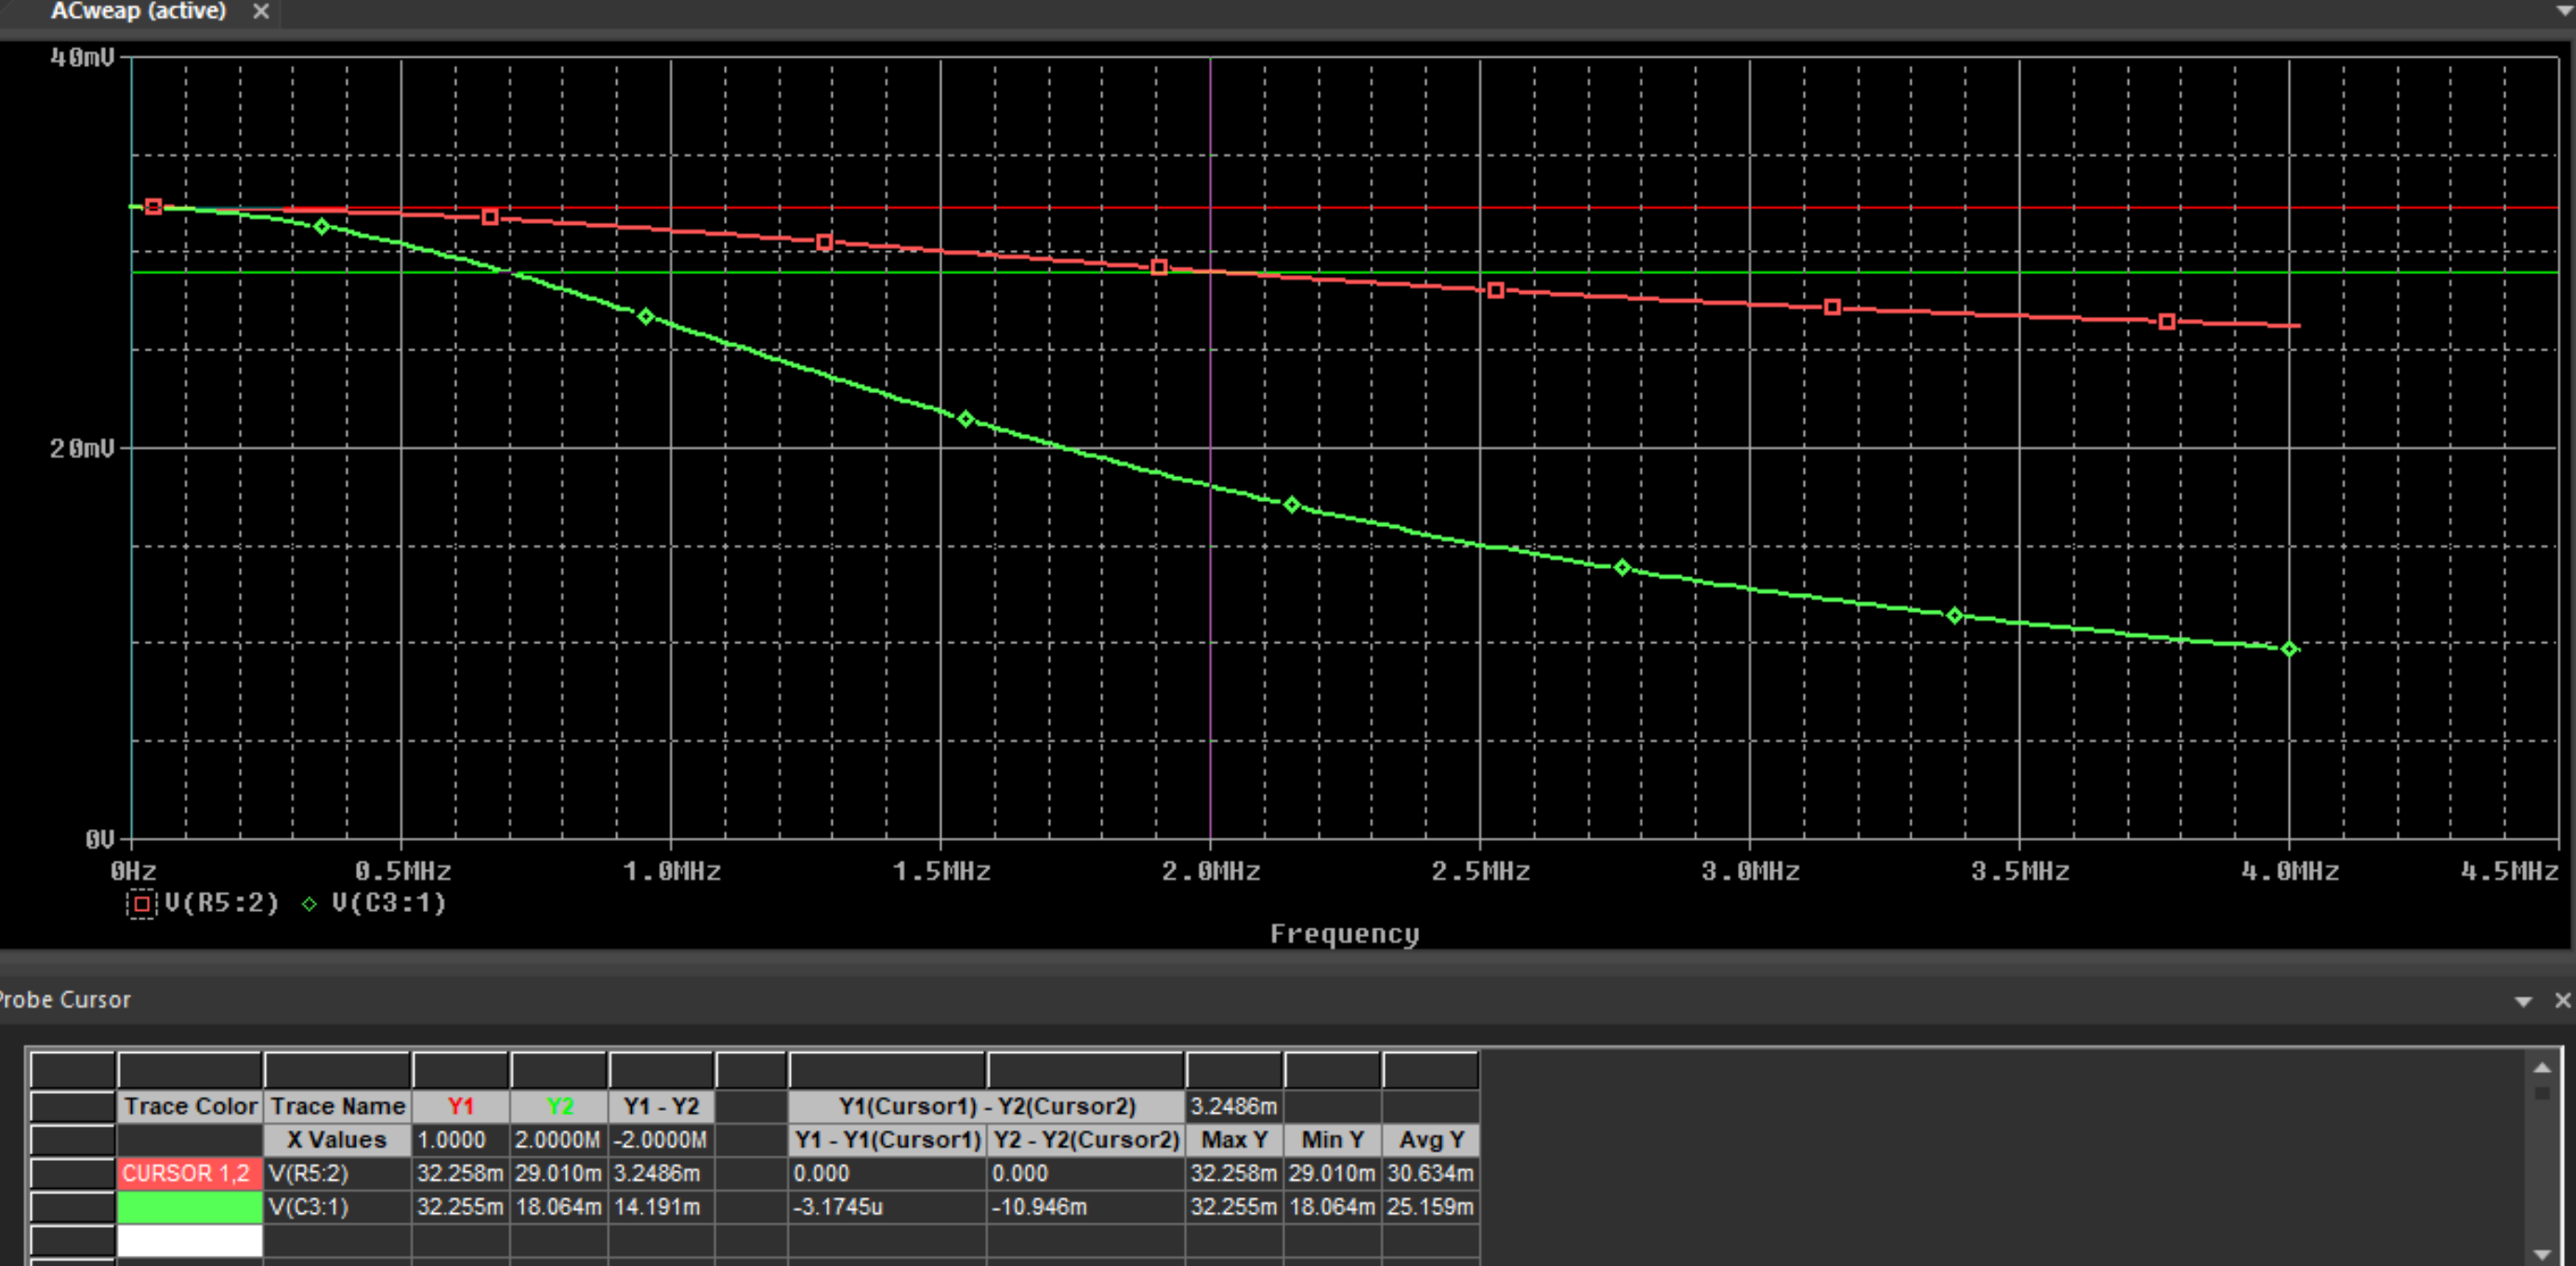 ACweap (active) ×
40mV
20mV
0V
0Hz 0.5MHz 1.0MHz 1.5MHz 2.0MHz 2.5MHz 3.0MHz 3.5MHz 4.0MHz 4.5MHz
V(R5:2) V(C3:1)
Frequency
Probe Cursor
Trace Color Trace Name Y1 Y2 Y1 - Y2 Y1(Cursor1) - Y2(Cursor2) 3.2486m
X Values 1.0000 2.0000M -2.0000M Y1 - Y1(Cursor1) Y2 - Y2(Cursor2) Max Y Min Y Avg Y
CURSOR 1,2 V(R5:2) 32.258m 29.010m 3.2486m 0.000 0.000 32.258m 29.010m 30.634m
V(C3:1) 32.255m 18.064m 14.191m -3.1745u -10.946m 32.255m 18.064m 25.159m